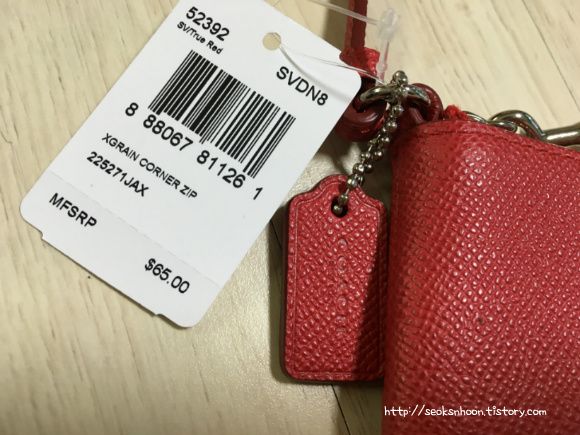 52392
SV/True Red
SVDN8
8 88067 81126 1
XGRAIN CORNER ZIP
225271JAX
MFSRP
$65.00
COACH
http://seoksnhoon.tistory.com